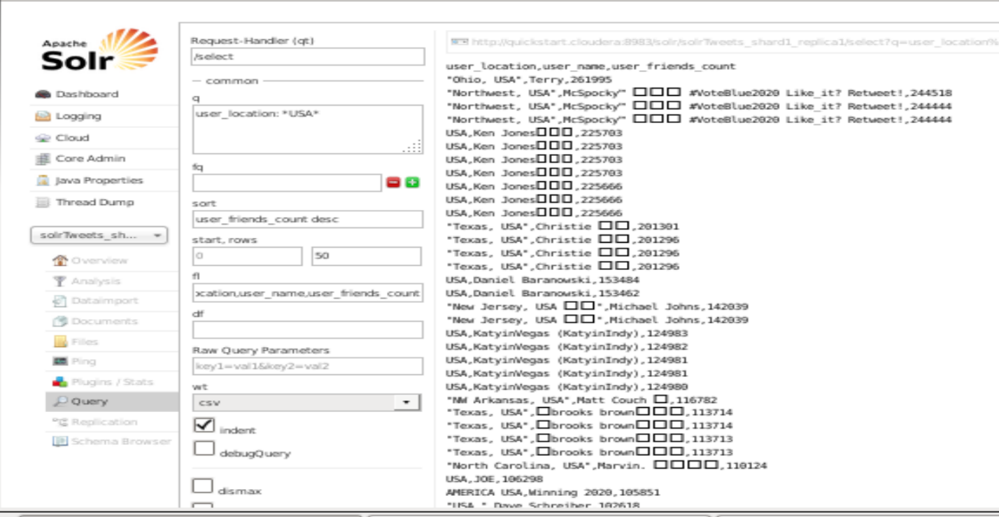 Apache
Solr
Dashboard
Logging
Cloud
Core Admin
Java Properties
Thread Dump
solrTweets_sh...
Overview
Analysis
Dataimport
Documents
Files
Ping
Plugins / Stats
Query
Replication
Schema Browser
Request-Handler (qt)
/select
common
q
user_location: *USA*
fq
sort
user_friends_count desc
start, rows
0
50
fl
ocation,user_name,user_friends_count
df
Raw Query Parameters
key1=val1&key2=val2
wt
csv
indent
debugQuery
dismax
http://quickstart.cloudera:8983/solr/solrTweets_shard1_replica1/select?q=user_location%
user_location,user_name,user_friends_count
"Ohio, USA",Terry,261995
"Northwest, USA",McSpocky™ □□□ #VoteBlue2020 Like_it? Retweet!,244518
"Northwest, USA",McSpocky™ □□□ #VoteBlue2020 Like_it? Retweet!,244444
"Northwest, USA",McSpocky™ □□□ #VoteBlue2020 Like_it? Retweet!,244444
USA,Ken Jones□□□,225703
USA,Ken Jones□□□,225703
USA,Ken Jones□□□,225703
USA,Ken Jones□□□,225703
USA,Ken Jones□□□,225666
USA,Ken Jones□□□,225666
USA,Ken Jones□□□,225666
"Texas, USA",Christie □□,201301
"Texas, USA",Christie □□,201296
"Texas, USA",Christie □□,201296
"Texas, USA",Christie □□,201296
USA,Daniel Baranowski,153484
USA,Daniel Baranowski,153462
"New Jersey, USA □□",Michael Johns,142039
"New Jersey, USA □□",Michael Johns,142039
USA,KatyinVegas (KatyinIndy),124983
USA,KatyinVegas (KatyinIndy),124982
USA,KatyinVegas (KatyinIndy),124981
USA,KatyinVegas (KatyinIndy),124981
USA,KatyinVegas (KatyinIndy),124980
"NW Arkansas, USA",Matt Couch □,116782
"Texas, USA",□brooks brown□□□,113714
"Texas, USA",□brooks brown□□□,113714
"Texas, USA",□brooks brown□□□,113713
"Texas, USA",□brooks brown□□□,113713
"North Carolina, USA",Marvin. □□□□,110124
USA,JOE,106298
AMERICA USA,Winning 2020,105851
"USA ",Dave Schreiber,102618